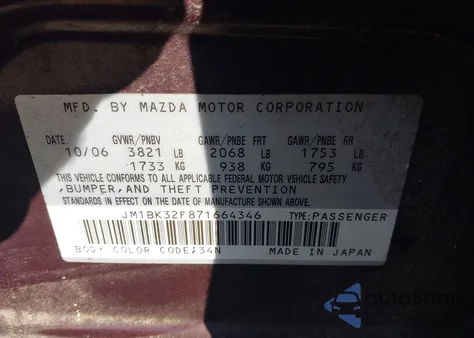 MFD. BY MAZDA MOTOR CORPORATION
GVWR/PNBV GAWR/PNBE FRT GAWR/PNBE RR
10/06 3821 LB 2068 LB 1753 LB
1733 KG 938 KG 795 KG
THIS VEHICLE CONFORMS TO ALL APPLICABLE FEDERAL MOTOR VEHICLE SAFETY
,BUMPER,AND THEFT PREVENTION
STANDARDS IN EFFECT ON THE DATE OF MANUFACTURE SHOWN ABOVE.
JM1BK32F871664346 TYPE:PASSENGER
BODY COLOR CODE:34N MADE IN JAPAN
autoSnap